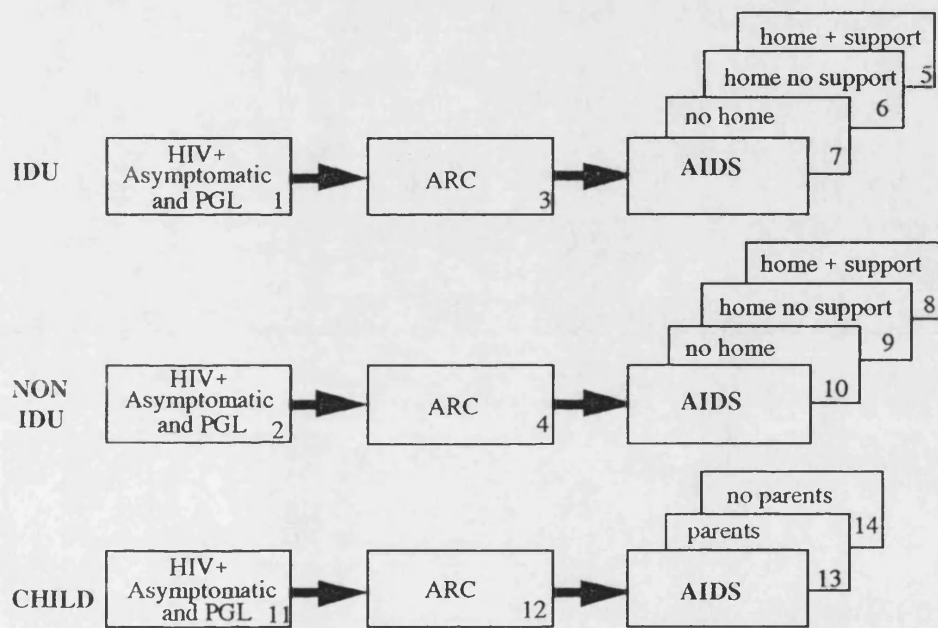 home + support
5
home no support
6
no home
7
IDU
HIV+
Asymptomatic
and PGL
1
ARC
3
AIDS
home + support
8
home no support
9
no home
10
NON
IDU
HIV+
Asymptomatic
and PGL
2
ARC
4
AIDS
no parents
14
parents
13
CHILD
HIV+
Asymptomatic
and PGL
11
ARC
12
AIDS